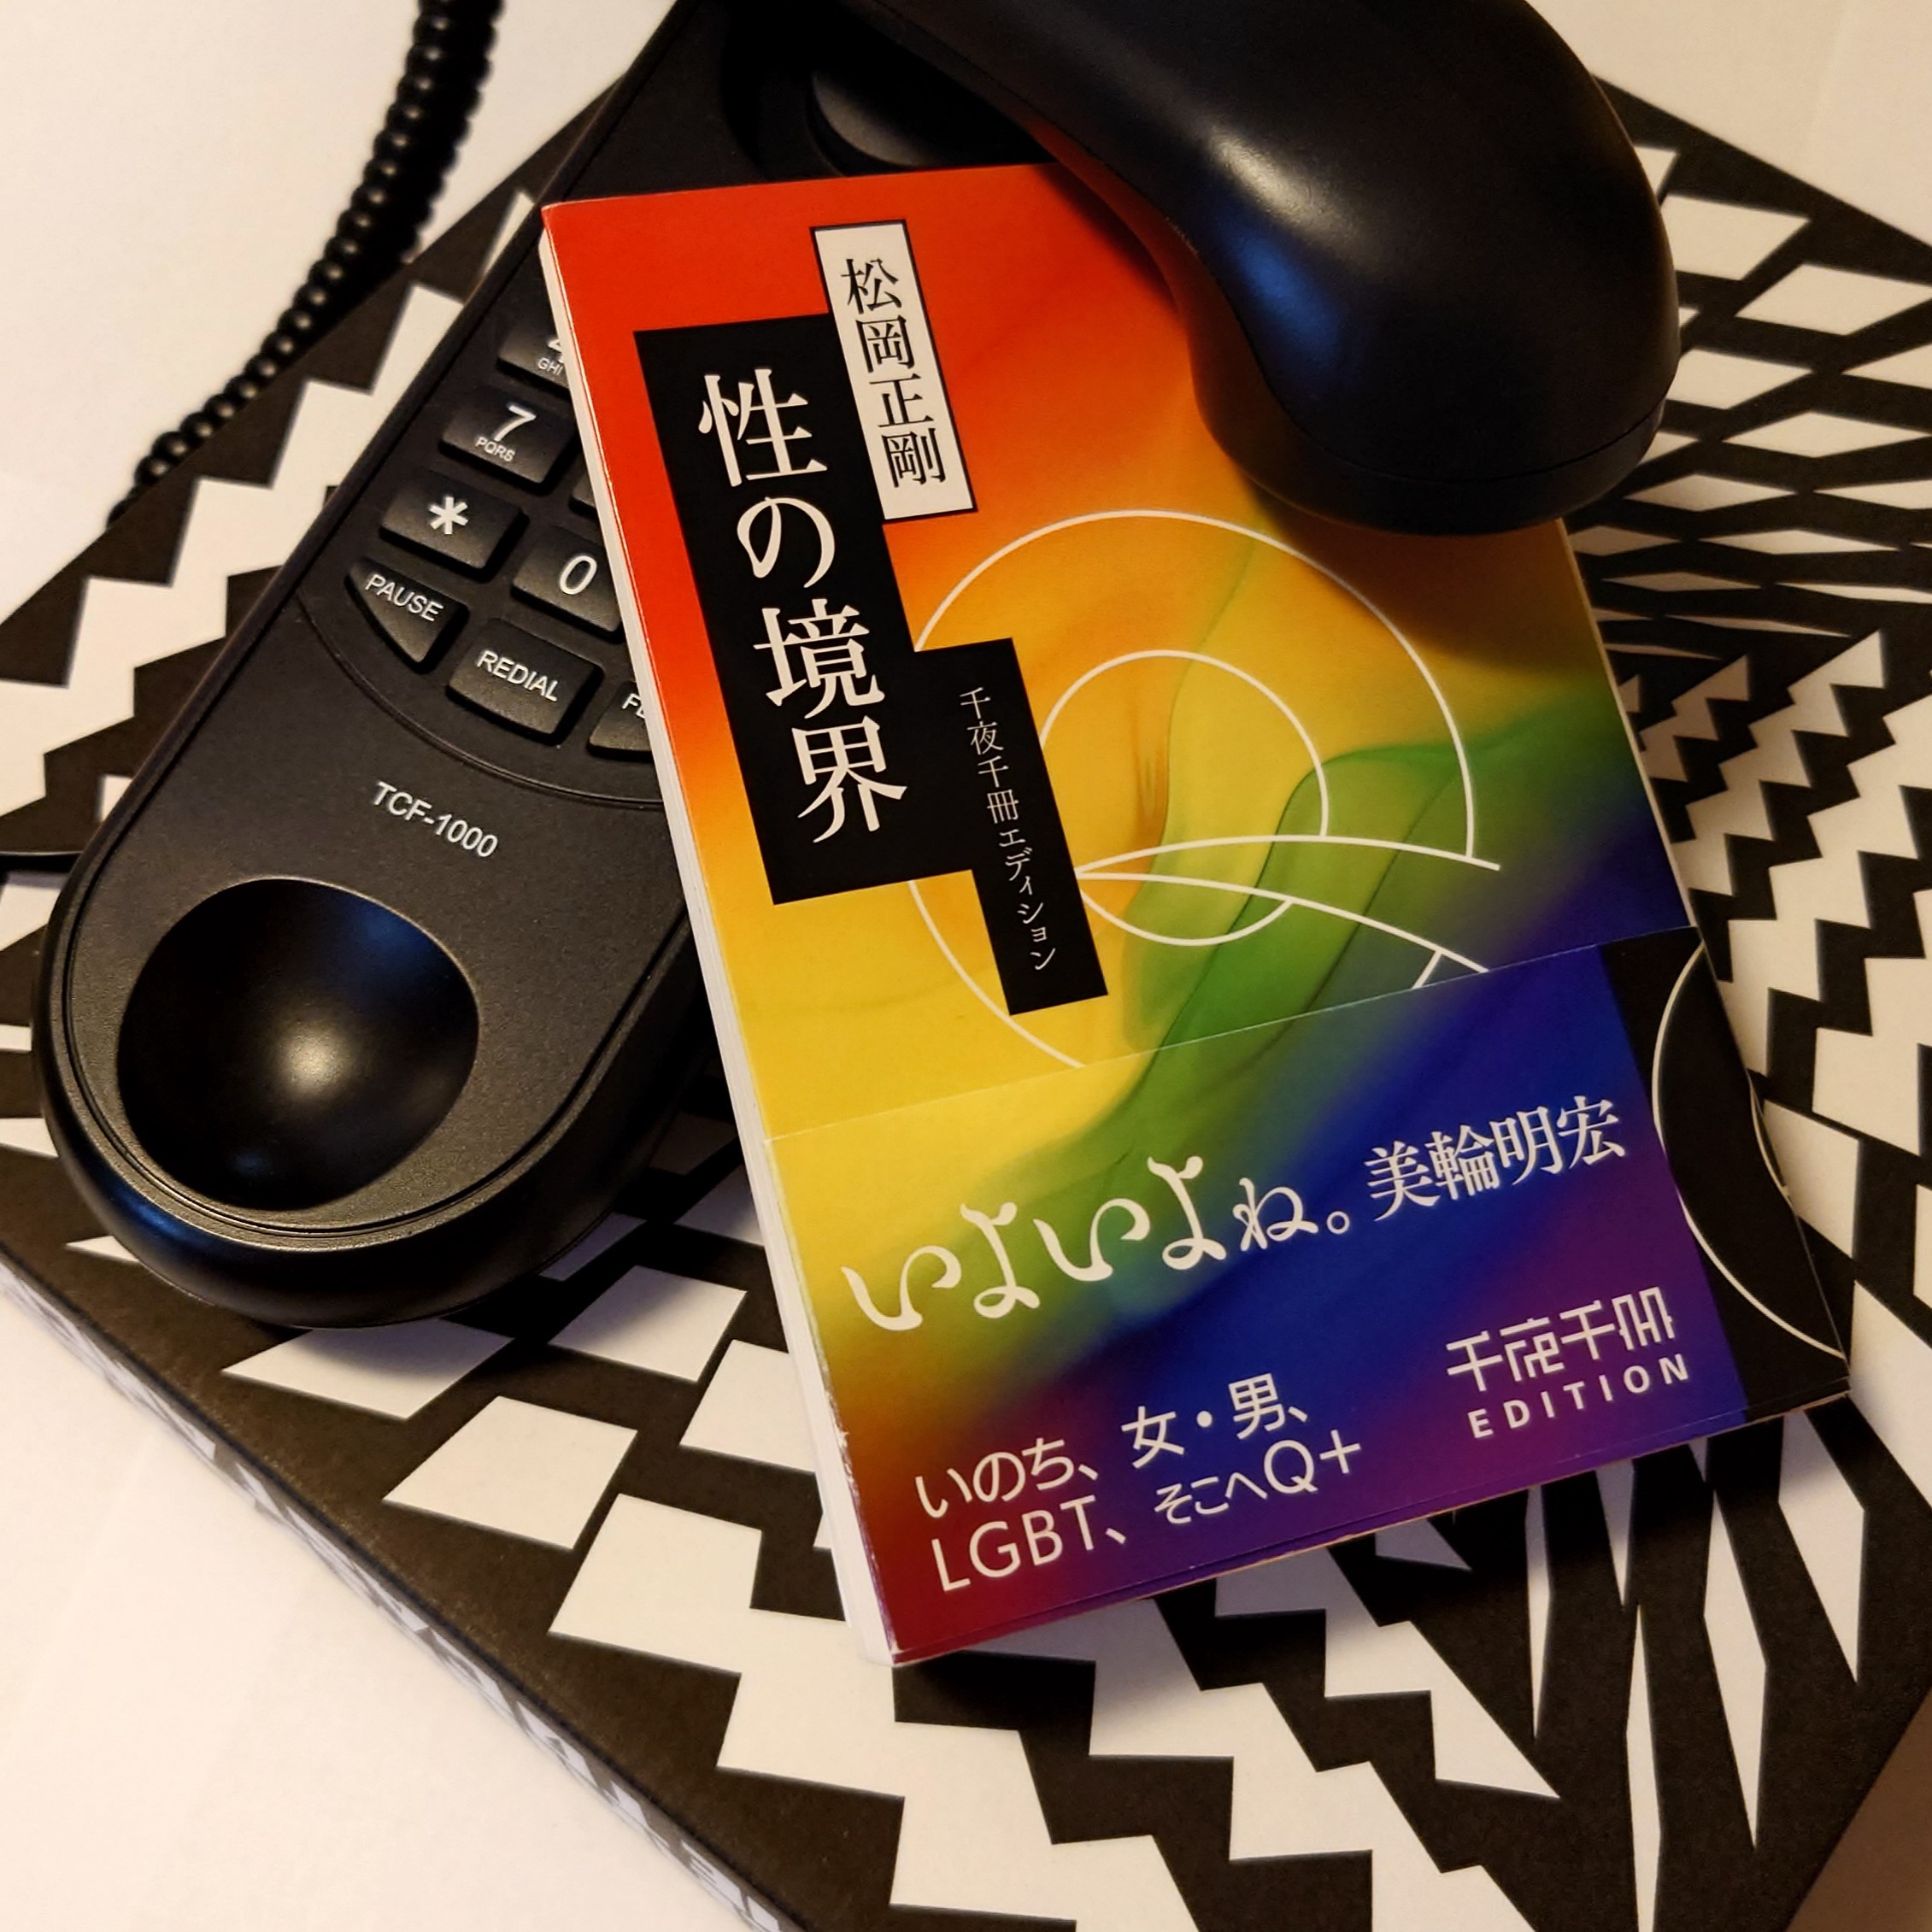 松岡正剛
性の境界
千夜千冊エディション
いよいよね。美輪明宏
いのち、女・男、
LGBT、そこへQ+
千夜千冊
EDITION
GHI
7
PQRS
*
0
PAUSE
REDIAL
TCF-1000